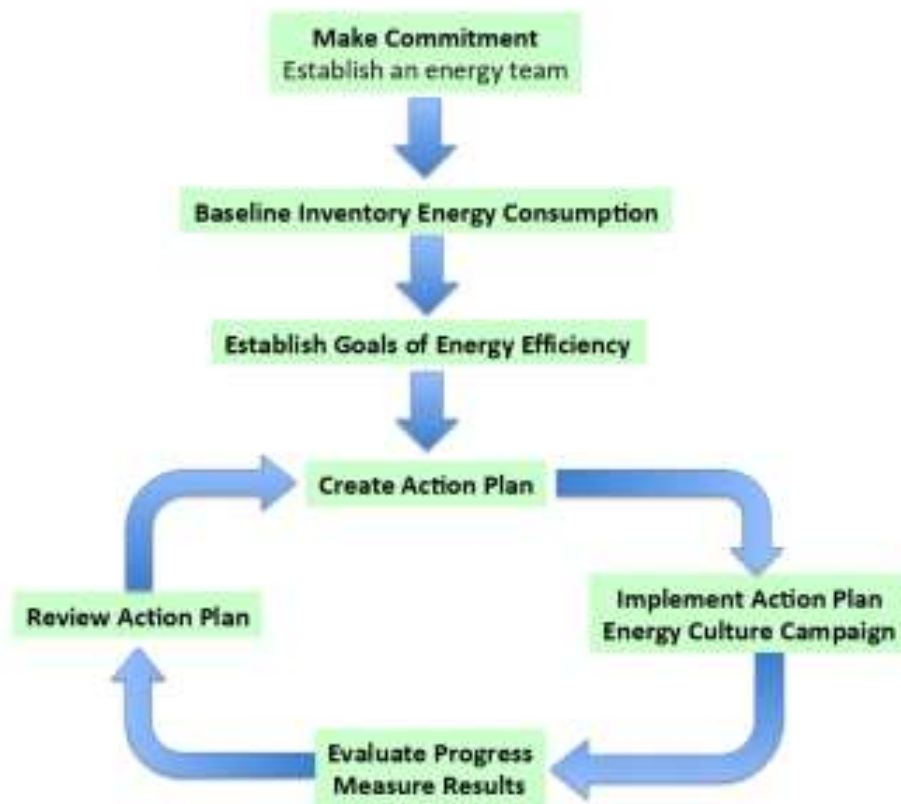 Make Commitment
Establish an energy team
Baseline Inventory Energy Consumption
Establish Goals of Energy Efficiency
Create Action Plan
Implement Action Plan
Energy Culture Campaign
Evaluate Progress
Measure Results
Review Action Plan